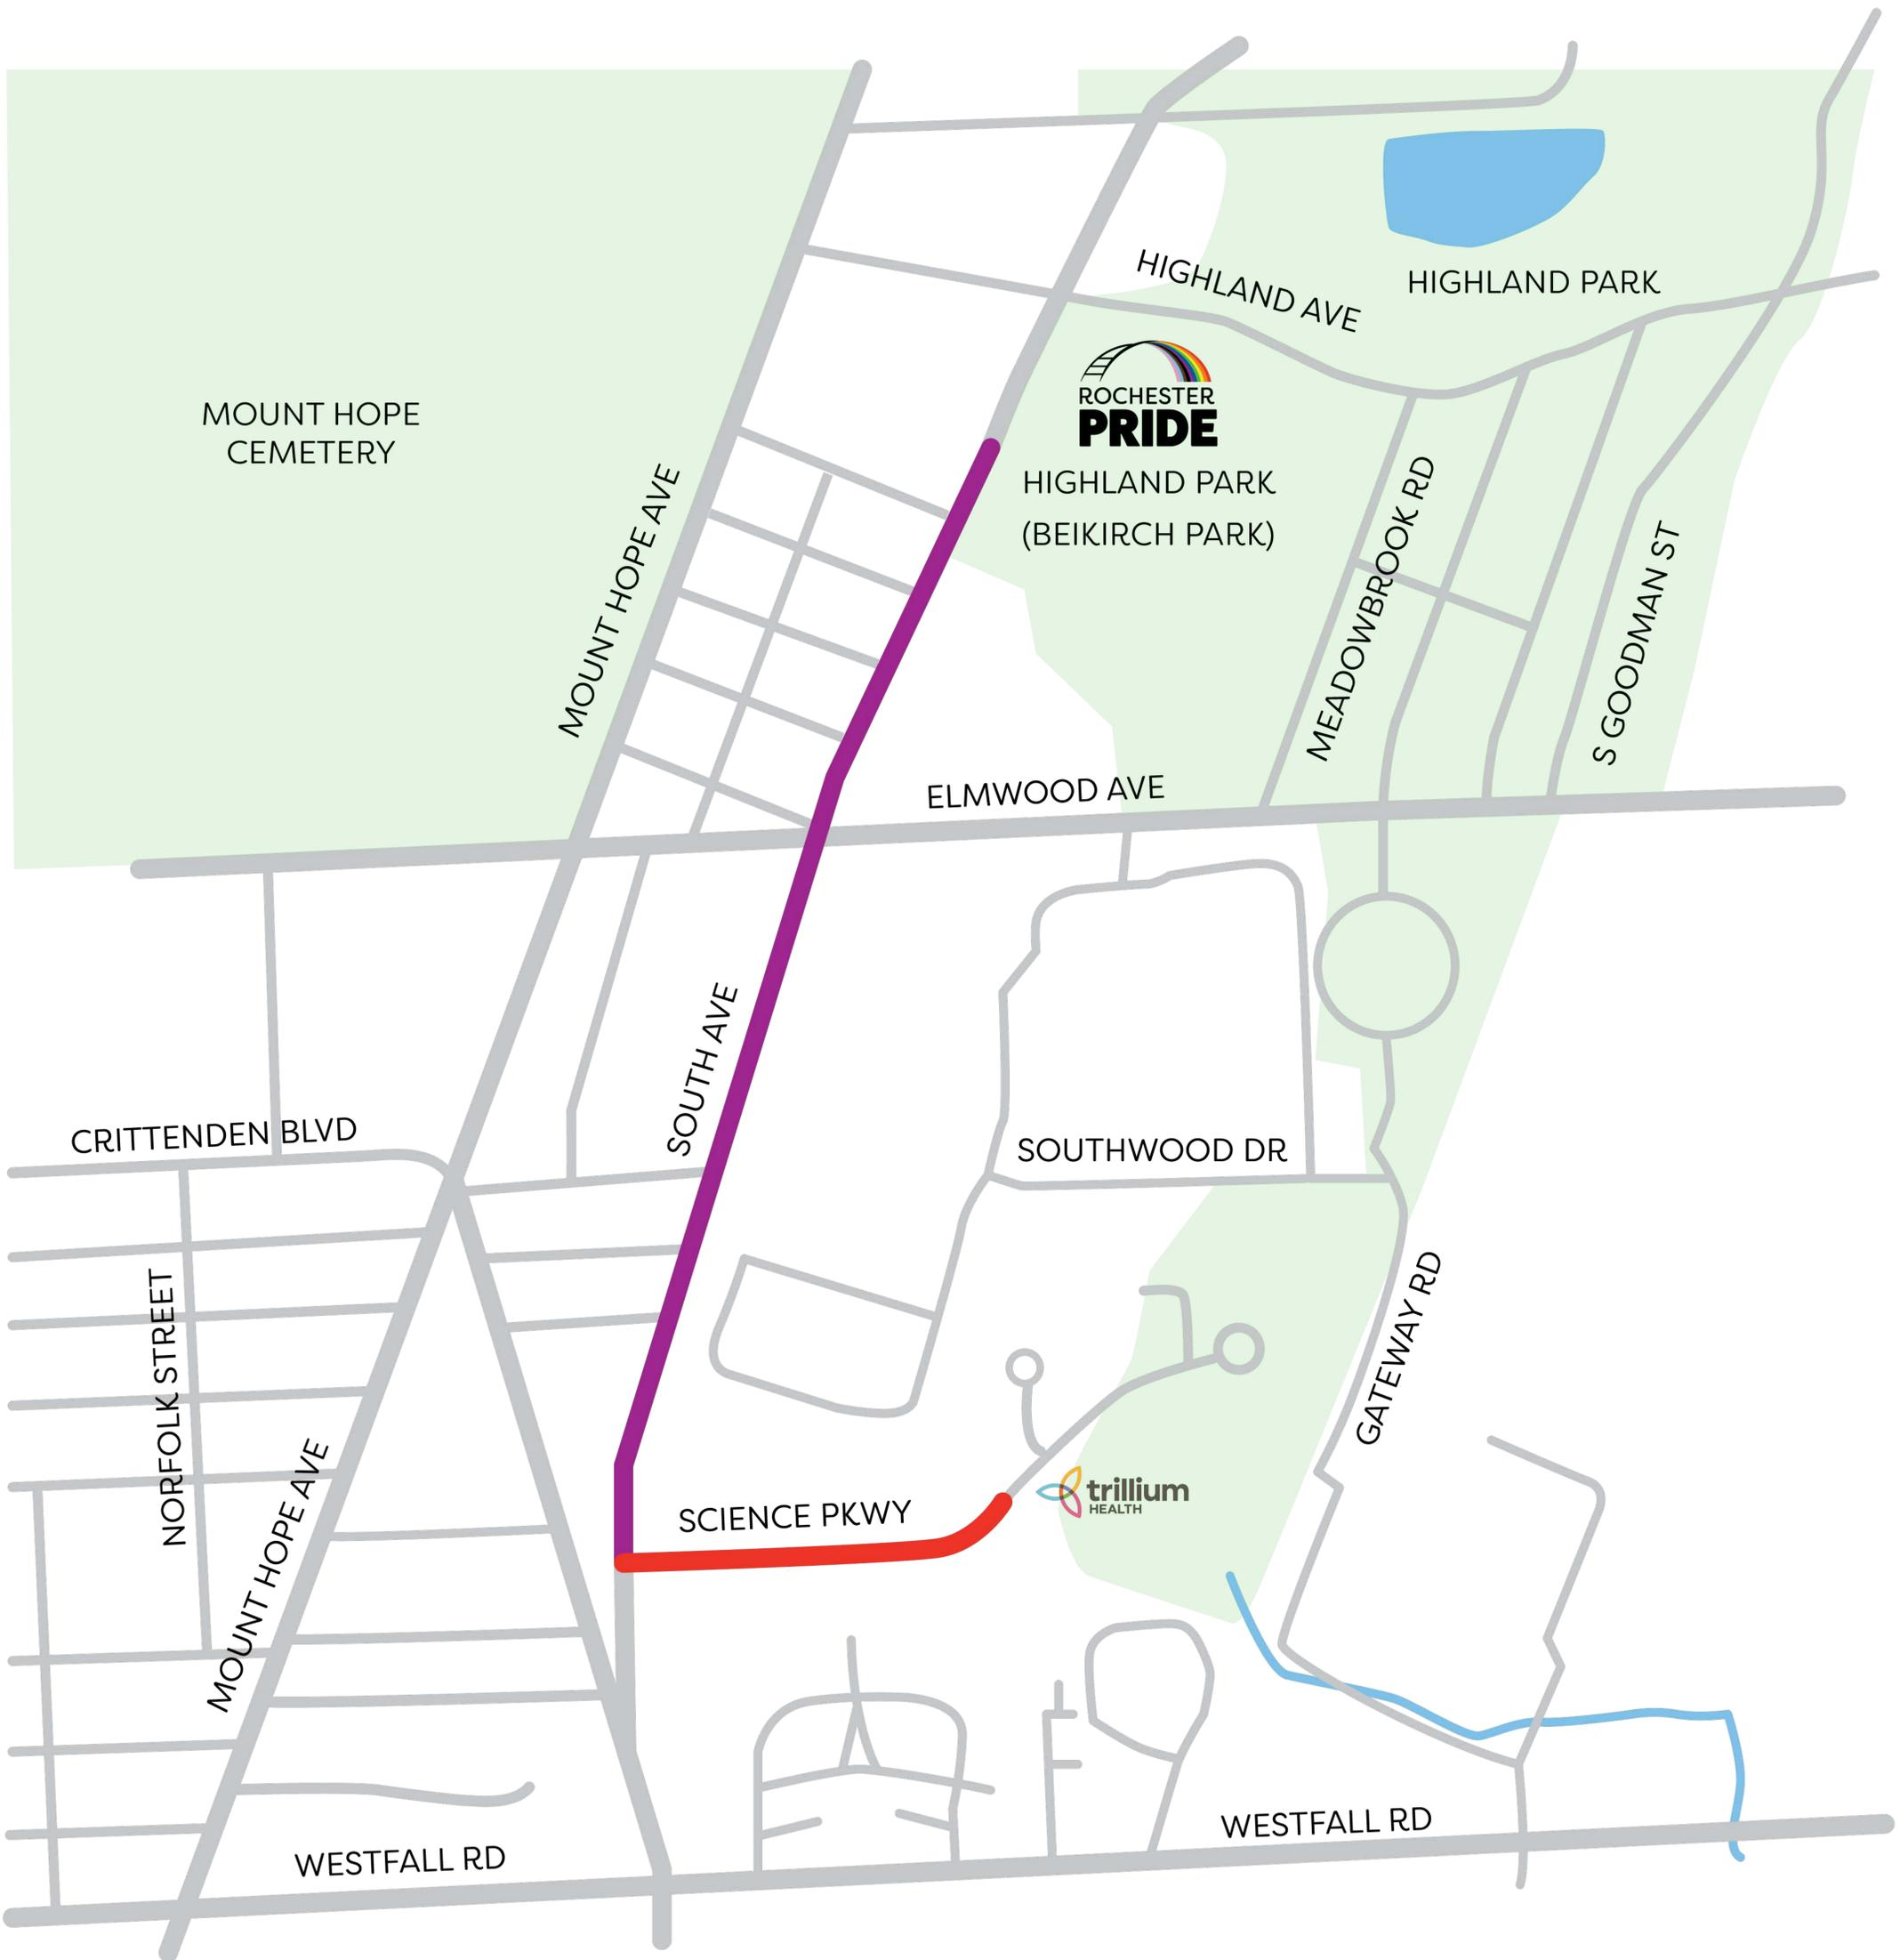 HIGHLAND AVE
HIGHLAND PARK
ROCHESTER
PRIDE
HIGHLAND PARK
(BEIKIRCH PARK)
MOUNT HOPE
CEMETERY
MOUNT HOPE AVE
MEADOWBROOK RD
S GOODMAN ST
ELMWOOD AVE
SOUTH AVE
CRITTENDEN BLVD
SOUTHWOOD DR
NORFOLK STREET
GATEWAY RD
MOUNT HOPE AVE
SCIENCE PKWY
trillium
HEALTH
WESTFALL RD
WESTFALL RD